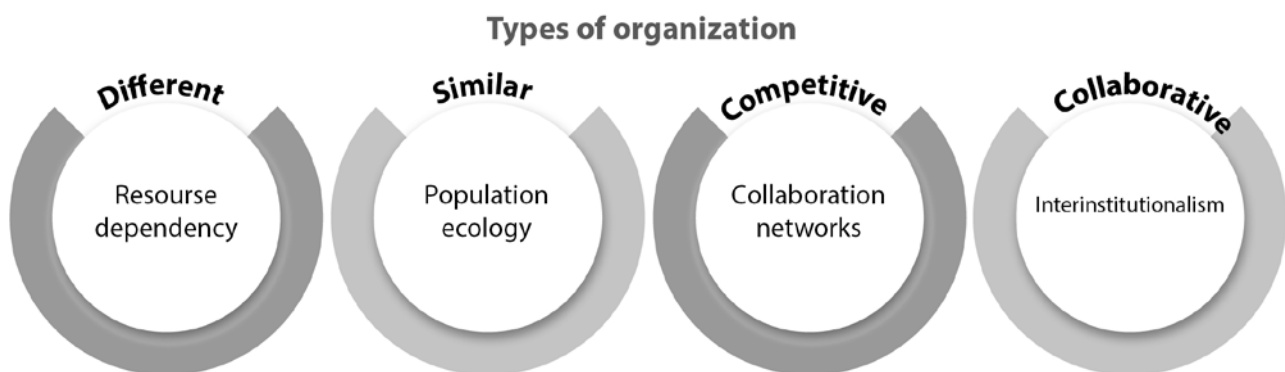 Types of organization
Different
Resourse
dependency
Similar
Population
ecology
Competitive
Collaboration
networks
Collaborative
Interinstitutionalism